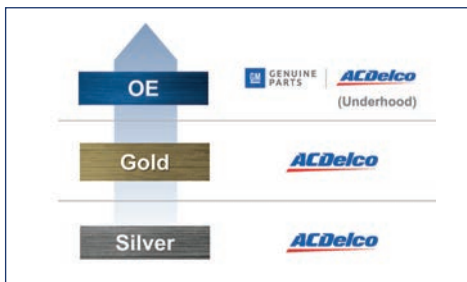 OE
GM GENUINE PARTS ACDelco
(Underhood)
Gold
ACDelco
Silver
ACDelco